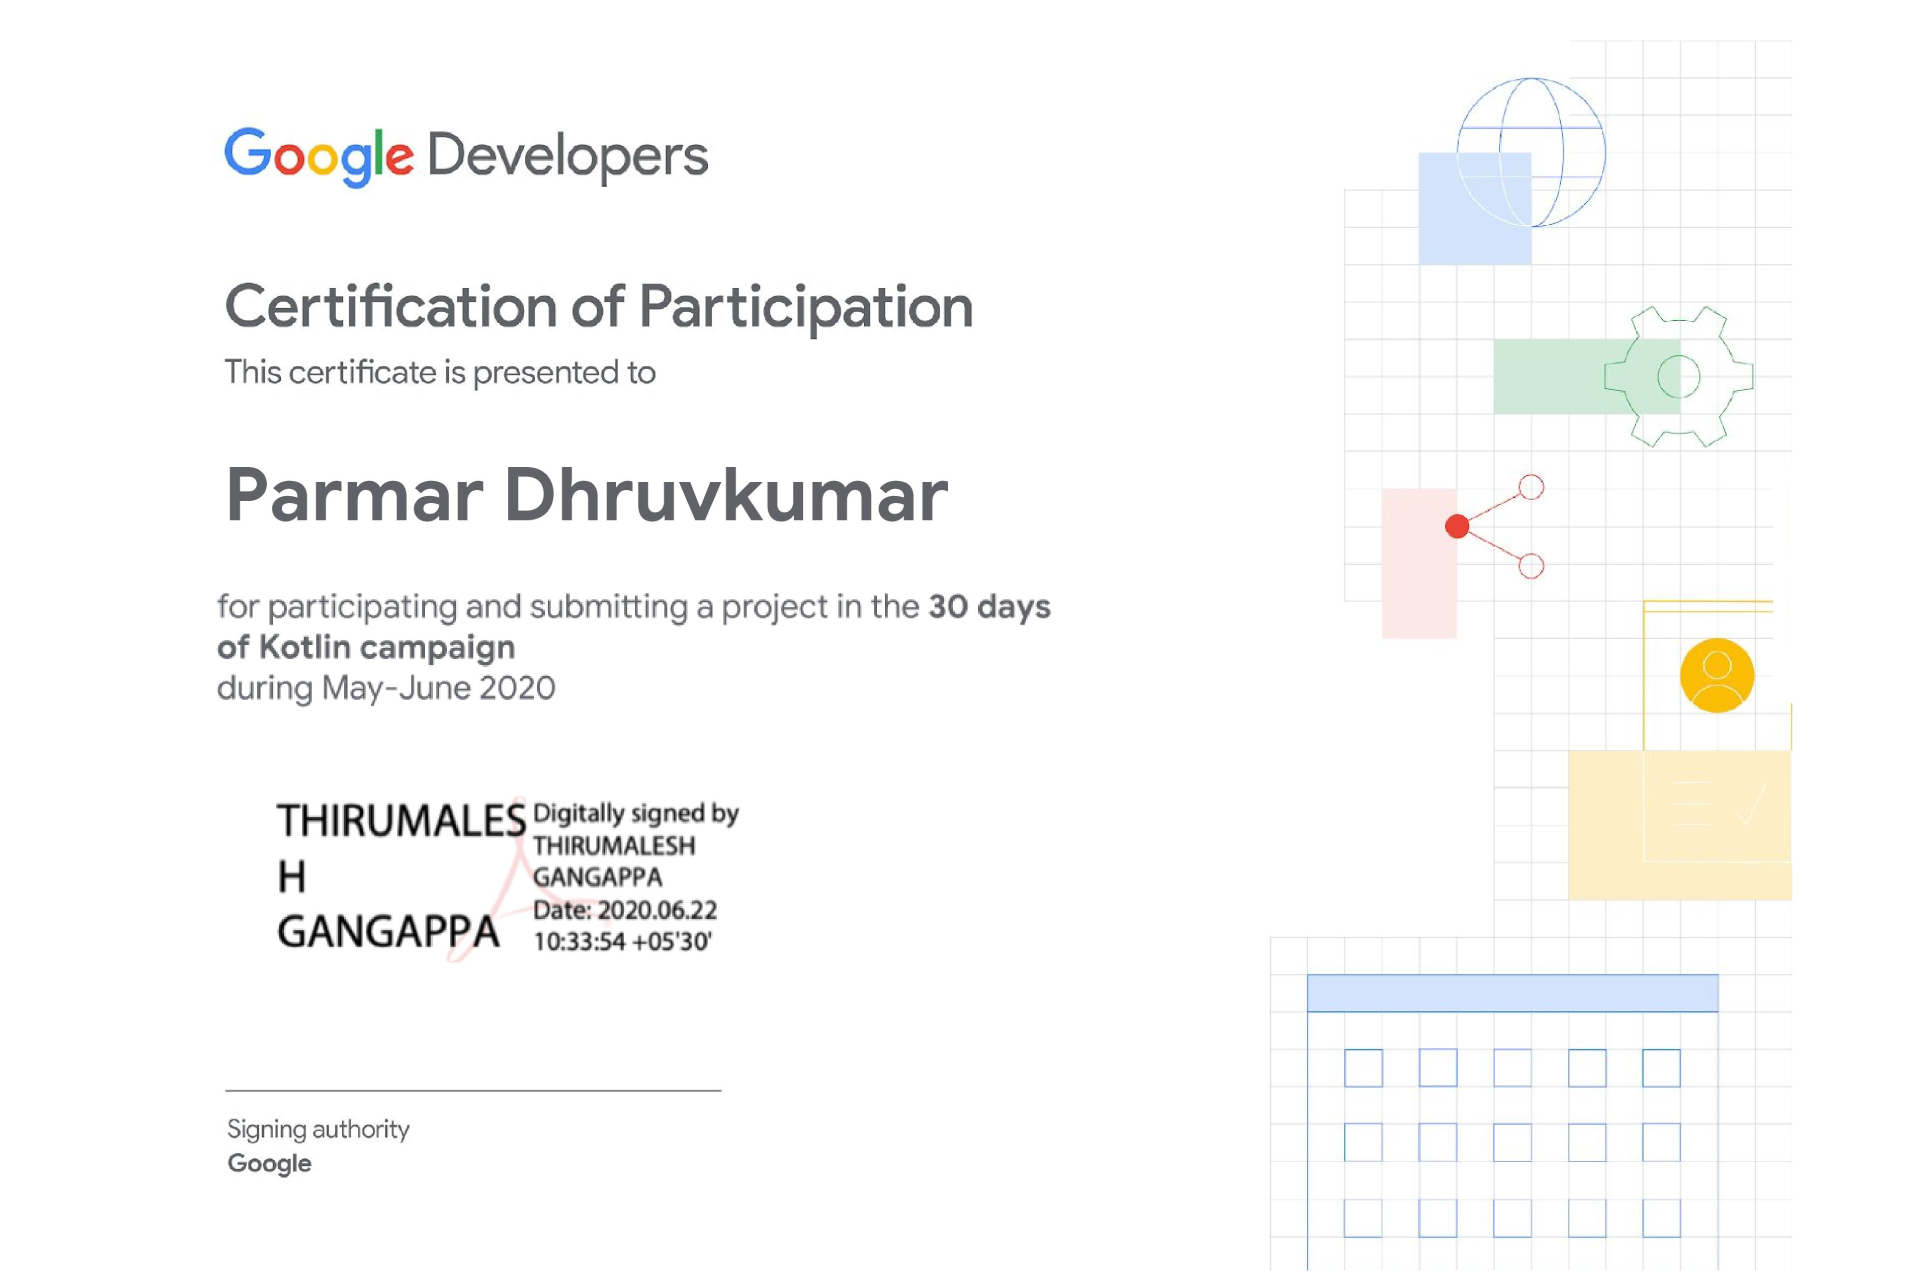 Google Developers
Certification of Participation
This certificate is presented to
Parmar Dhruvkumar
for participating and submitting a project in the 30 days
of Kotlin campaign
during May-June 2020
THIRUMALES
H
GANGAPPA
Digitally signed by
THIRUMALESH
GANGAPPA
Date: 2020.06.22
10:33:54 +05'30'
Signing authority
Google